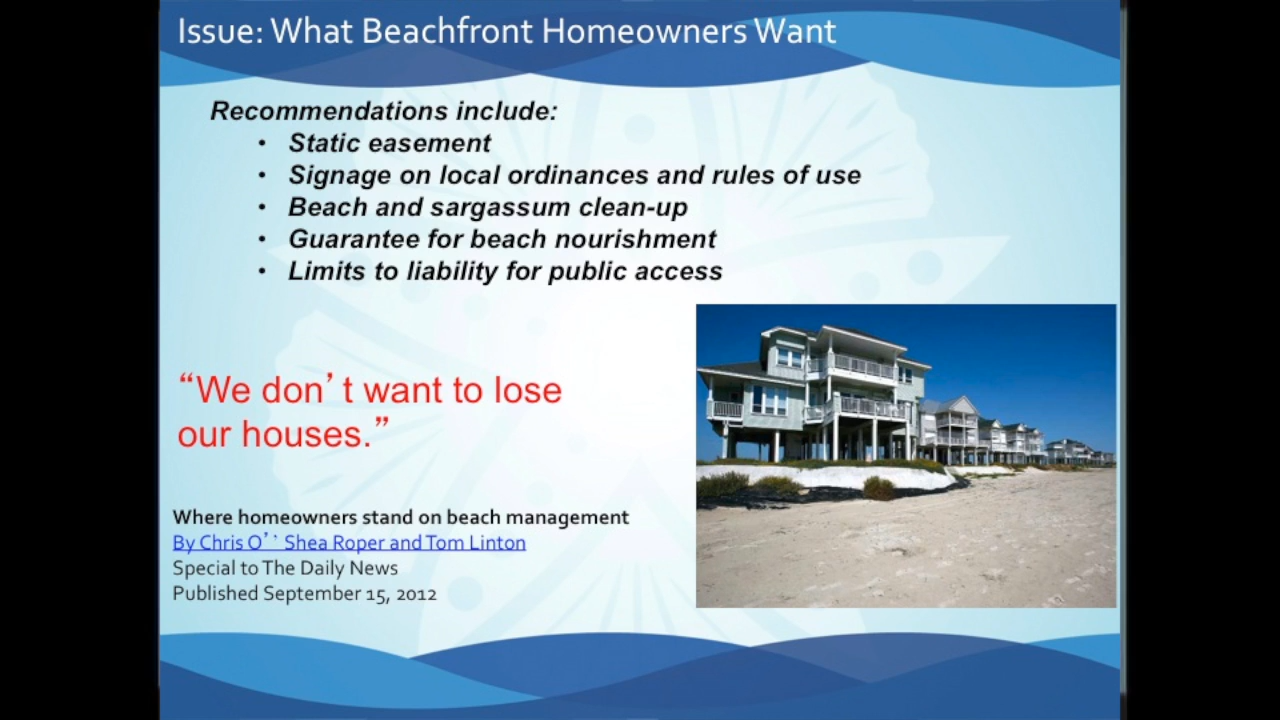 Issue: What Beachfront Homeowners Want
Recommendations include:
• Static easement
• Signage on local ordinances and rules of use
• Beach and sargassum clean-up
• Guarantee for beach nourishment
• Limits to liability for public access
“We don’ t want to lose
our houses.”
Where homeowners stand on beach management
By Chris O’` Shea Roper and Tom Linton
Special to The Daily News
Published September 15, 2012